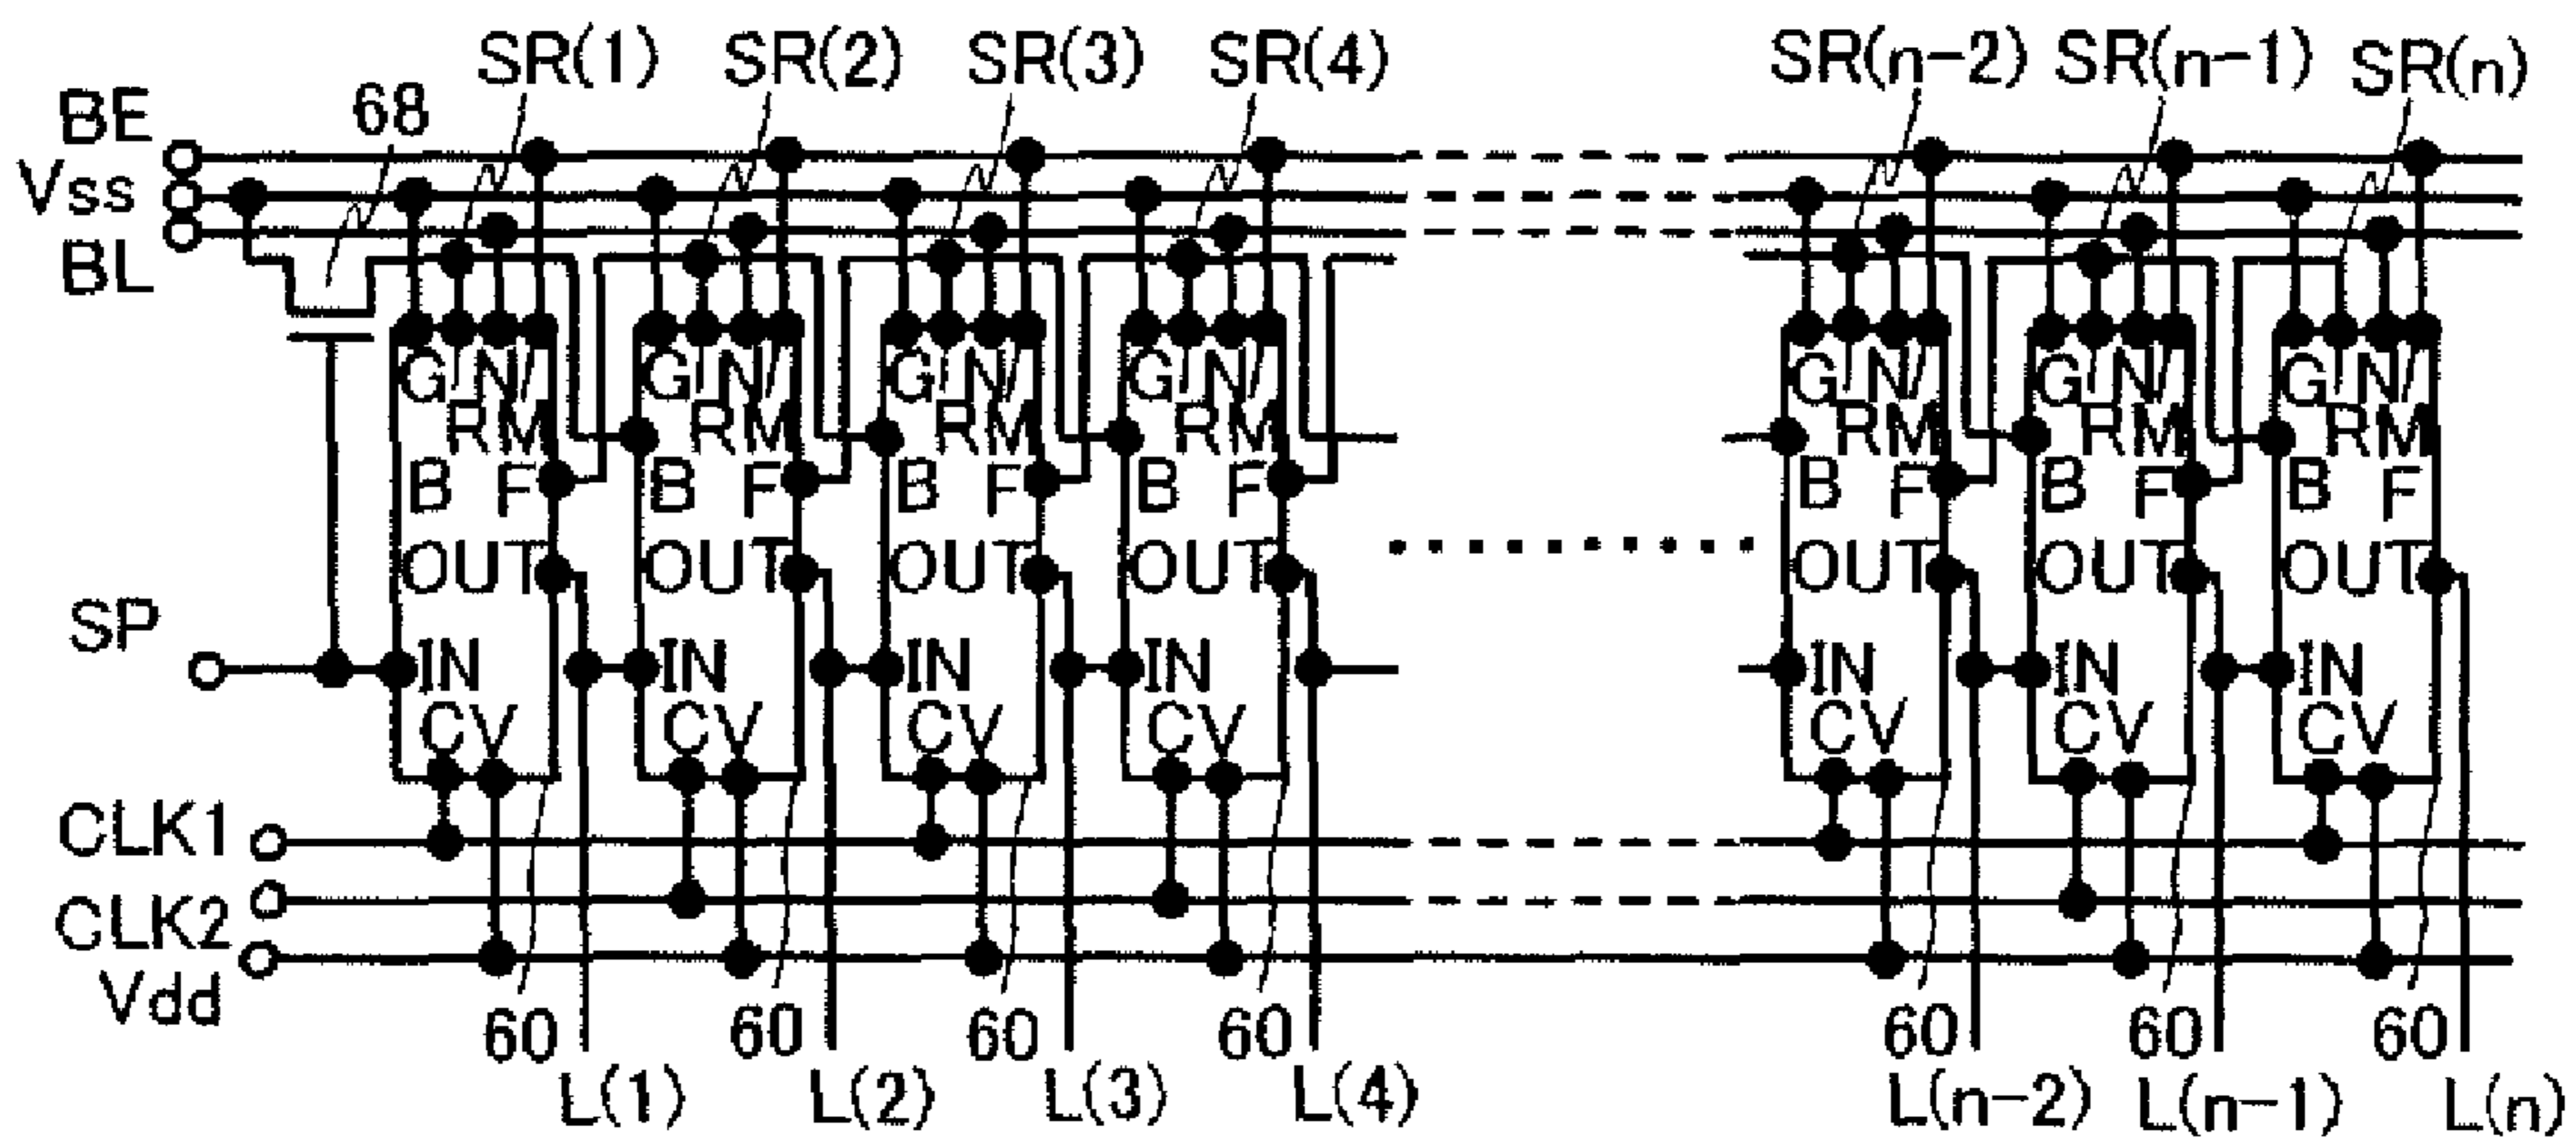 SR(1) SR(2) SR(3) SR(4) SR(n-2) SR(n-1) SR(n)
BE 68
Vss
BL
G N G N G N G N G N G N G N
RM RM RM RM RM RM RM
B F B F B F B F B F B F B F
OUT OUT OUT OUT OUT OUT OUT
SP
IN IN IN IN IN IN IN
CV CV CV CV CV CV CV
CLK1
CLK2
Vdd
60 60 60 60 60 60 60
L(1) L(2) L(3) L(4) L(n-2) L(n-1) L(n)